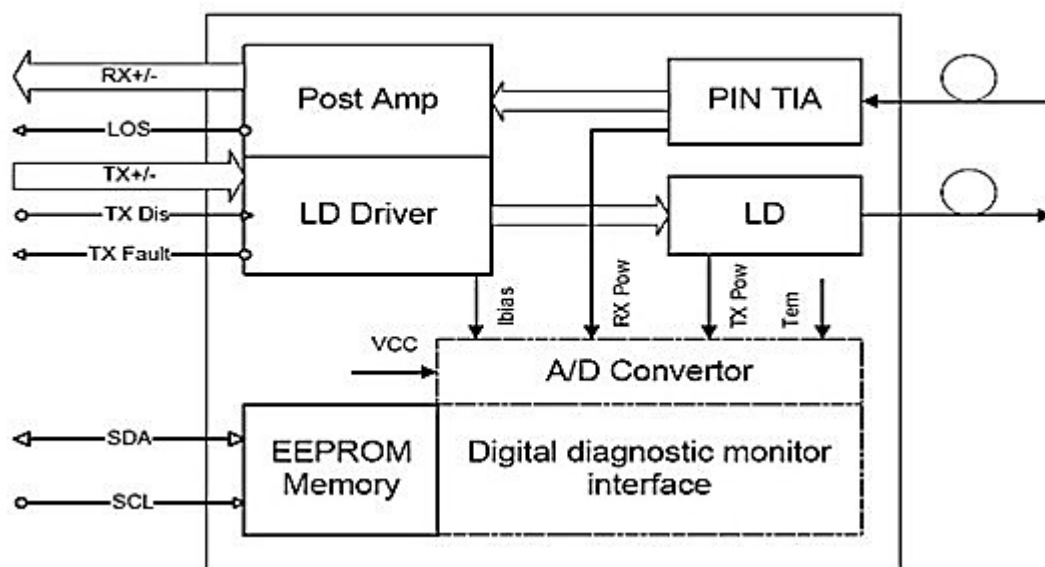 RX+/-
Post Amp
PIN TIA
LOS
TX+/-
TX Dis
LD Driver
LD
TX Fault
Ibias
RX Pow
TX Pow
Tem
VCC
A/D Convertor
SDA
EEPROM
Memory
Digital diagnostic monitor
interface
SCL